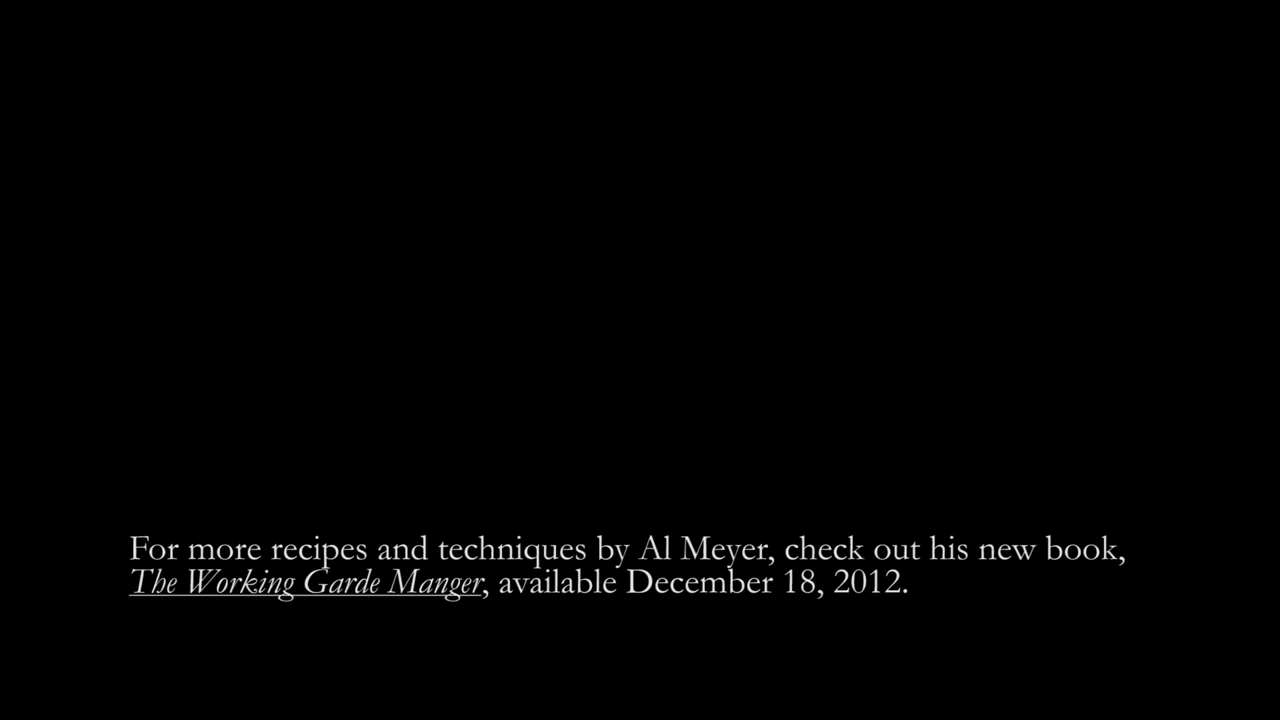 For more recipes and techniques by Al Meyer, check out his new book,
The Working Garde Manger, available December 18, 2012.